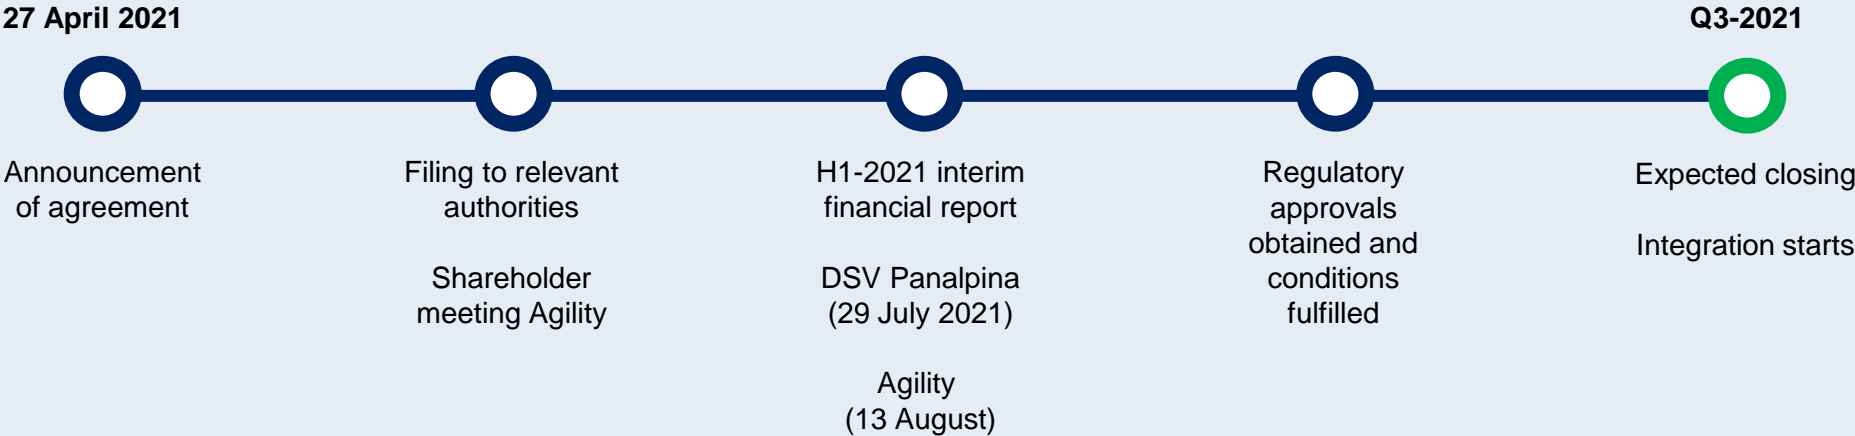 27 April 2021
Q3-2021
Announcement
of agreement
Filing to relevant
authorities
Shareholder
meeting Agility
H1-2021 interim
financial report
DSV Panalpina
(29 July 2021)
Agility
(13 August)
Regulatory
approvals
obtained and
conditions
fulfilled
Expected closing
Integration starts